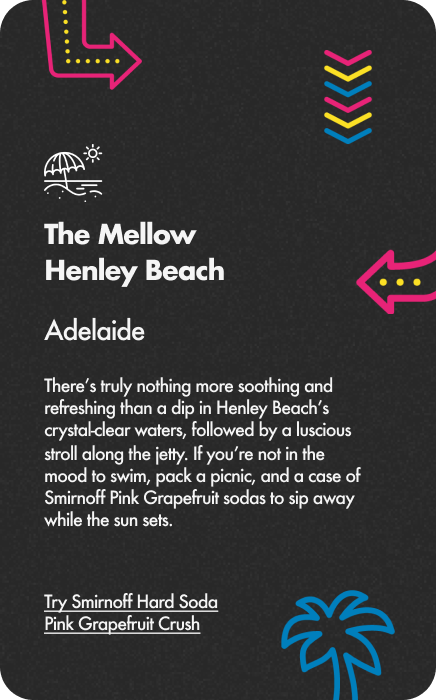 The Mellow
Henley Beach
Adelaide
There's truly nothing more soothing and
refreshing than a dip in Henley Beach's
crystal-clear waters, followed by a luscious
stroll along the jetty. If you're not in the
mood to swim, pack a picnic, and a case of
Smirnoff Pink Grapefruit sodas to sip away
while the sun sets.
Try Smirnoff Hard Soda
Pink Grapefruit Crush